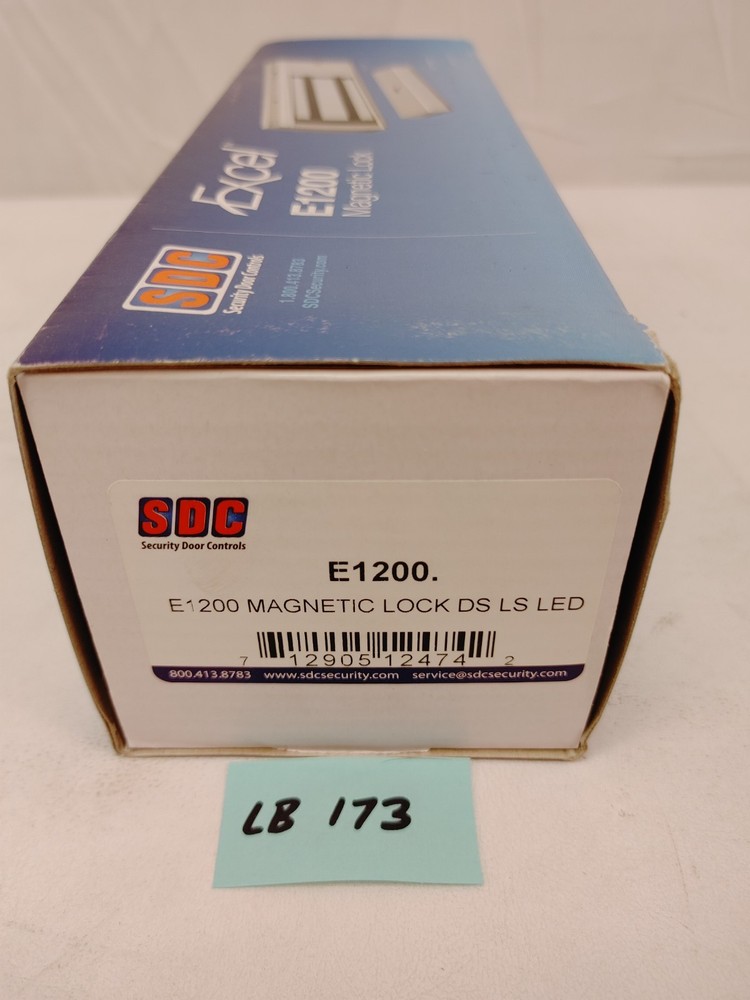 Excel™
E1200
Magnetic Lock
SDC
Security Door Controls
1.800.413.8783
SDCSecurity.com
SDC
Security Door Controls
E1200.
E1200 MAGNETIC LOCK DS LS LED
7 12905 12474 2
800.413.8783 www.sdcsecurity.com service@sdcsecurity.com
LB 173